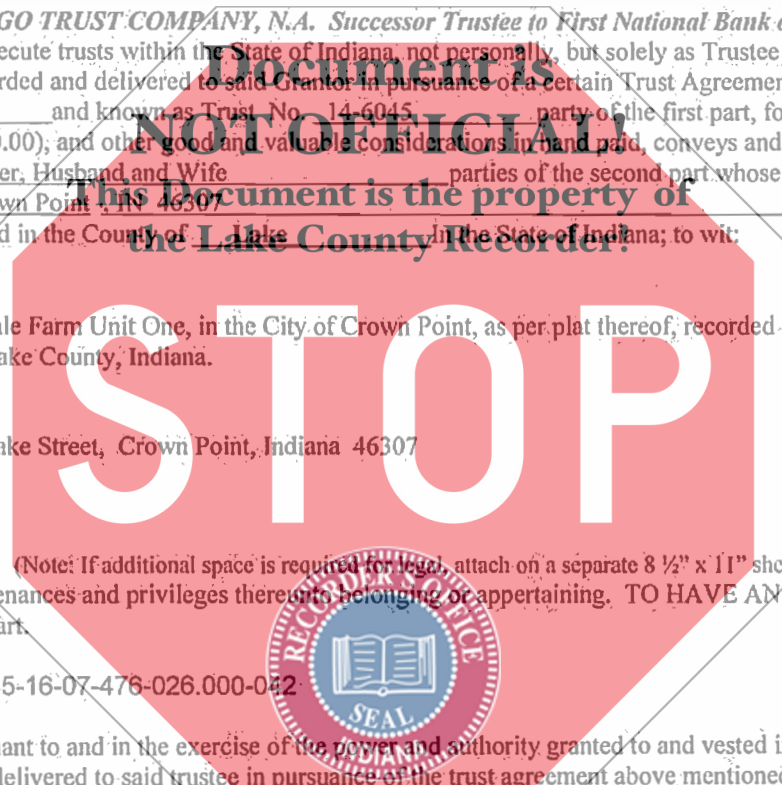 GO TRUST COMPANY, N.A. Successor Trustee to First National Bank
ecute trusts within the State of Indiana, not personally, but solely as Trustee
Document is
rded and delivered to said Grantor in pursuance of a certain Trust Agreeme
and known as Trust No. 14-6045 party of the first part, fo
NOT OFFICIAL!
0.00), and other good and valuable considerations in hand paid, conveys and
er, Husband and Wife parties of the second part whose
This Document is the property of
wn Point, IN 46307
d in the County of Lake In the State of Indiana; to wit:
the Lake County Recorder!
ale Farm Unit One, in the City of Crown Point, as per plat thereof, recorded
ake County, Indiana.
STOP
ake Street, Crown Point, Indiana 46307
(Note: If additional space is required for legal, attach on a separate 8 ½" x 11" she
enances and privileges thereunto belonging or appertaining. TO HAVE AN
art.
RECORDER'S OFFICE
5-16-07-476-026.000-042
SEAL
INDIANA
ant to and in the exercise of the power and authority granted to and vested i
delivered to said trustee in pursuance of the trust agreement above mentioned